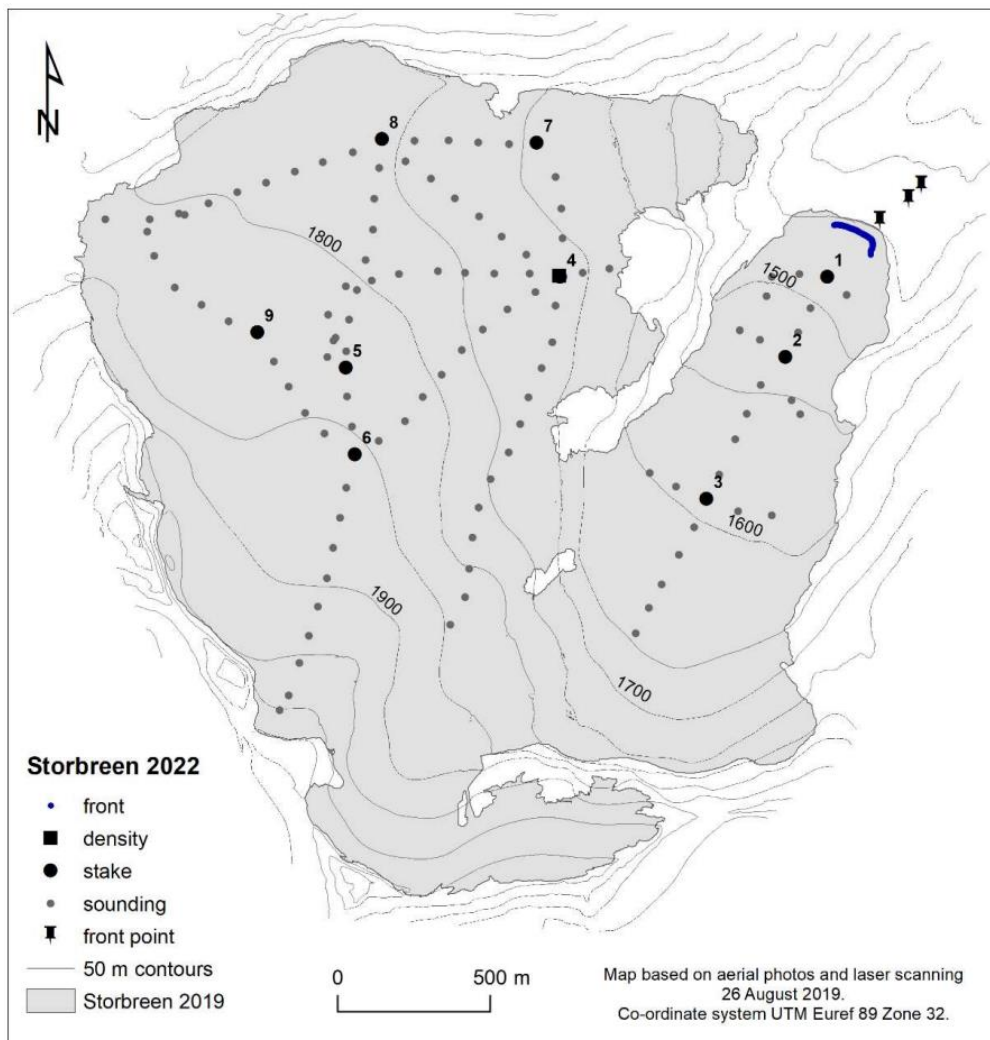 N
8
7
4
1
1500
1800
2
9
5
6
3
1600
1900
1700
Storbreen 2022
front
density
stake
sounding
front point
50 m contours
Storbreen 2019
0 500 m
Map based on aerial photos and laser scanning
26 August 2019.
Co-ordinate system UTM Euref 89 Zone 32.